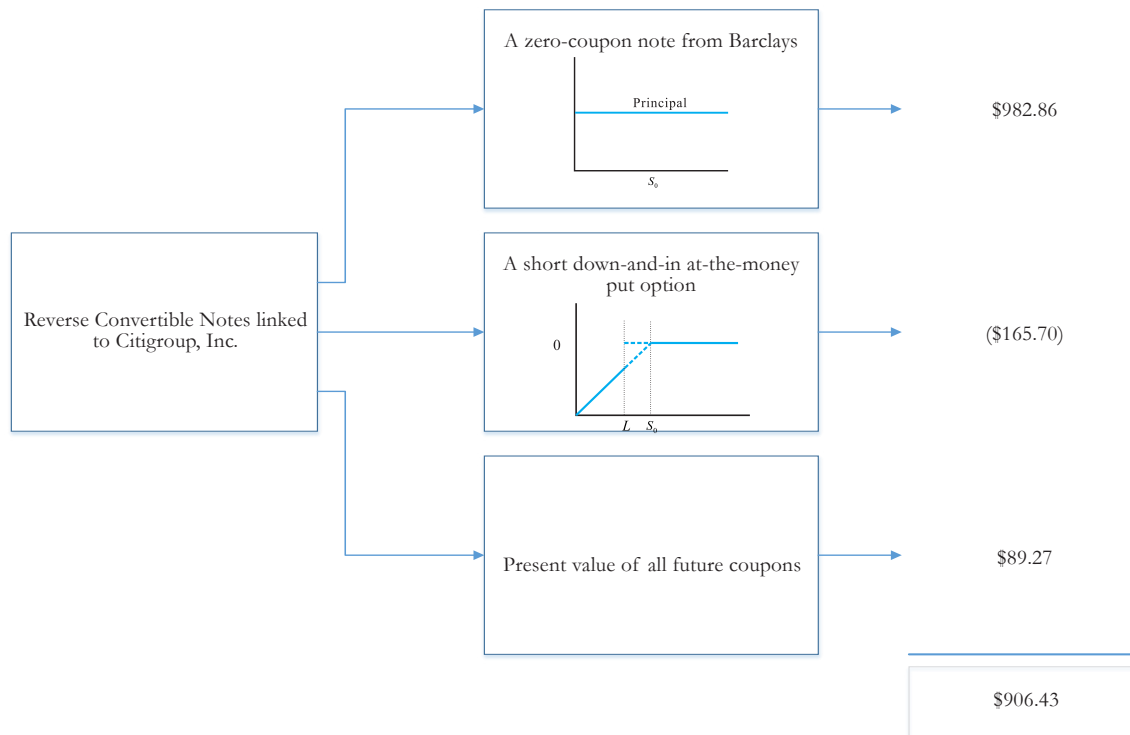 A zero-coupon note from Barclays
Principal
S₀
$982.86
Reverse Convertible Notes linked
to Citigroup, Inc.
A short down-and-in at-the-money
put option
0
L S₀
($165.70)
Present value of all future coupons
$89.27
$906.43